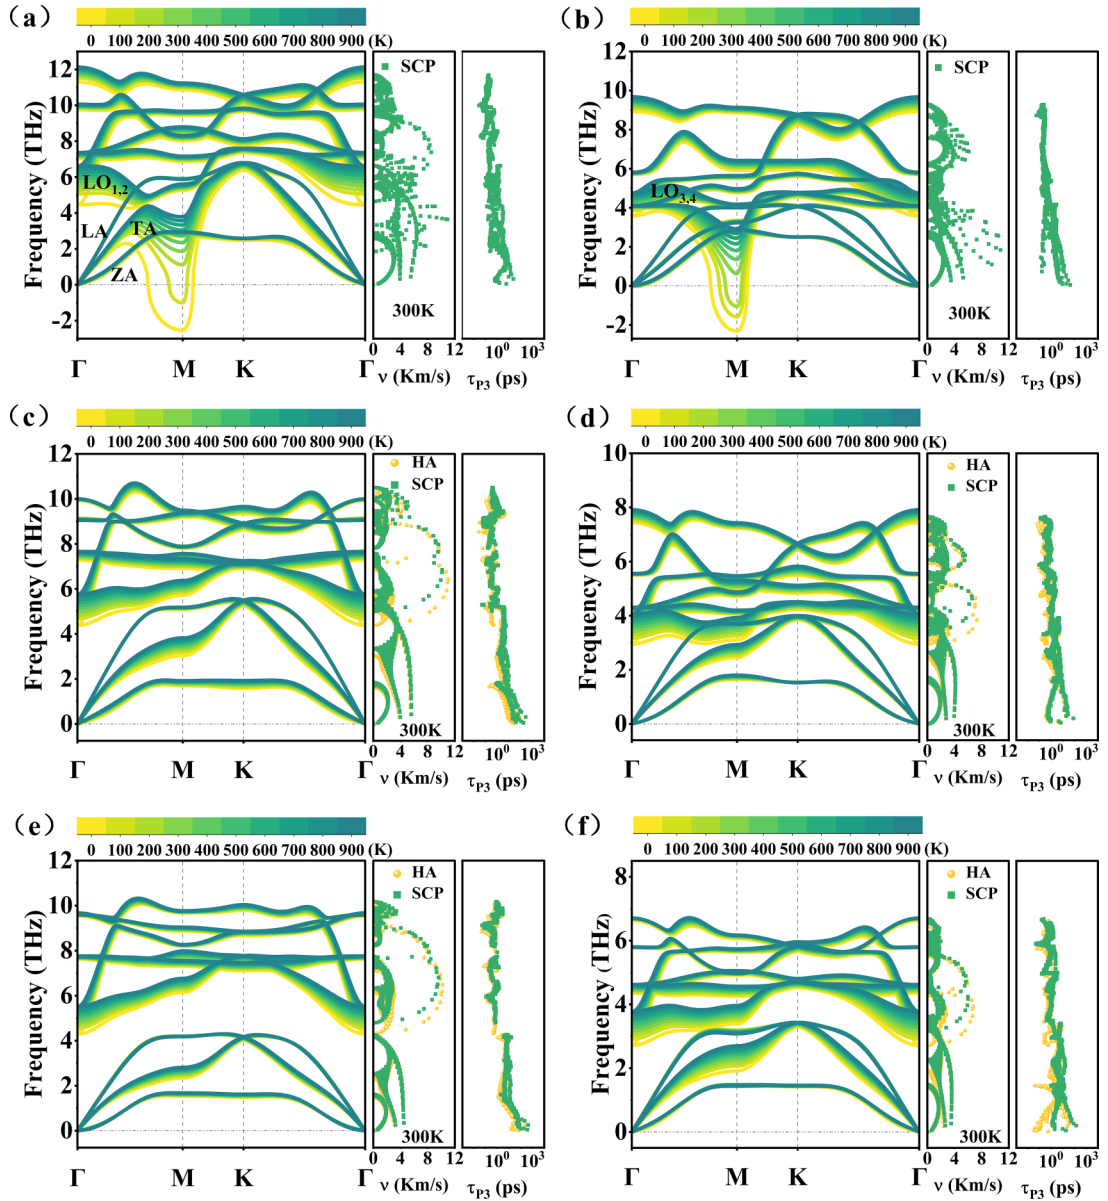 (a)
0 100 200 300 400 500 600 700 800 900 (K)
12
10
8
6
4
2
0
-2
Frequency (THz)
LO1,2
LA
TA
ZA
SCP
300K
Γ M K Γ
0 4 8 12
ν (Km/s)
10^0 10^3
τP3 (ps)
(b)
0 100 200 300 400 500 600 700 800 900 (K)
12
10
8
6
4
2
0
-2
Frequency (THz)
LO3,4
SCP
300K
Γ M K Γ
0 4 8 12
ν (Km/s)
10^0 10^3
τP3 (ps)
(c)
0 100 200 300 400 500 600 700 800 900 (K)
12
10
8
6
4
2
0
Frequency (THz)
HA
SCP
300K
Γ M K Γ
0 4 8 12
ν (Km/s)
10^0 10^3
τP3 (ps)
(d)
0 100 200 300 400 500 600 700 800 900 (K)
10
8
6
4
2
0
Frequency (THz)
HA
SCP
300K
Γ M K Γ
0 4 8 12
ν (Km/s)
10^0 10^3
τP3 (ps)
(e)
0 100 200 300 400 500 600 700 800 900 (K)
12
10
8
6
4
2
0
Frequency (THz)
HA
SCP
300K
Γ M K Γ
0 4 8 12
ν (Km/s)
10^0 10^3
τP3 (ps)
(f)
0 100 200 300 400 500 600 700 800 900 (K)
8
6
4
2
0
Frequency (THz)
HA
SCP
300K
Γ M K Γ
0 4 8 12
ν (Km/s)
10^0 10^3
τP3 (ps)